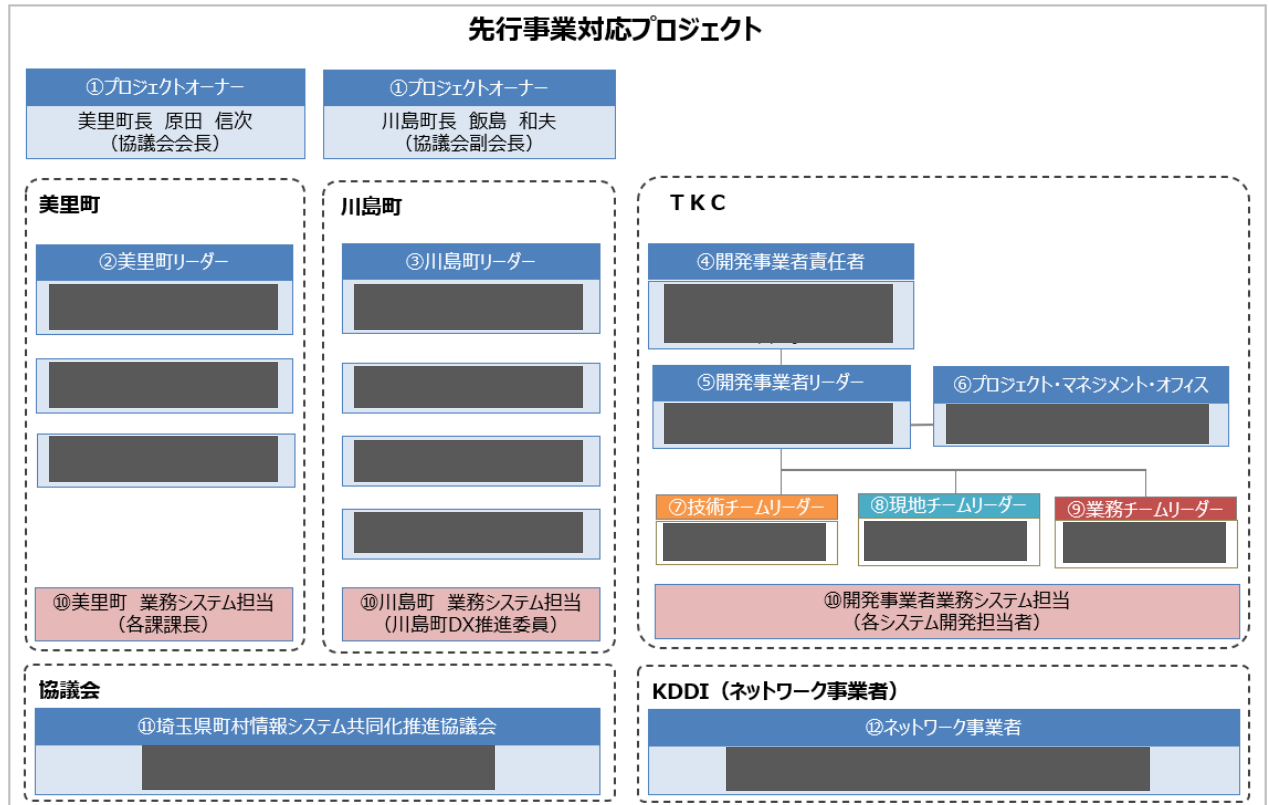 先行事業対応プロジェクト
①プロジェクトオーナー
美里町長 原田 信次
（協議会会長）
①プロジェクトオーナー
川島町長 飯島 和夫
（協議会副会長）
美里町
②美里町リーダー
⑩美里町 業務システム担当
（各課課長）
川島町
③川島町リーダー
⑩川島町 業務システム担当
（川島町DX推進委員）
ＴＫＣ
④開発事業者責任者
⑤開発事業者リーダー
⑥プロジェクト・マネジメント・オフィス
⑦技術チームリーダー
⑧現地チームリーダー
⑨業務チームリーダー
⑩開発事業者業務システム担当
（各システム開発担当者）
協議会
⑪埼玉県町村情報システム共同化推進協議会
KDDI（ネットワーク事業者）
⑫ネットワーク事業者